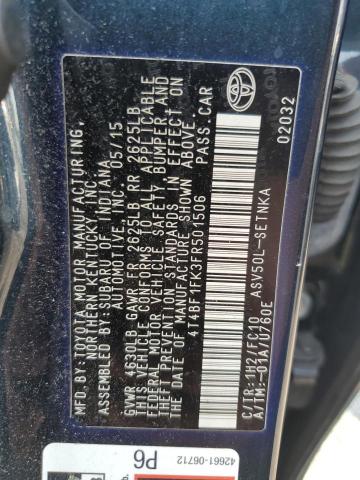 MFD. BY: TOYOTA MOTOR MANUFACTURING,
NORTHERN KENTUCKY, INC.
ASSEMBLED BY: SUBARU OF INDIANA
AUTOMOTIVE, INC. 05/15
GVWR 4630LB GAWR FR 2625LB RR 2625LB
THIS VEHICLE CONFORMS TO ALL APPLICABLE
FEDERAL MOTOR VEHICLE SAFETY, BUMPER, AND
THEFT PREVENTION STANDARDS IN EFFECT ON
THE DATE OF MANUFACTURE SHOWN ABOVE.
4T4BF1FK3FR501506 PASS. CAR
C/TR: 1H2/FC10
A/TM: -01A/U760E ASV50L-SETNKA
02032
TOYOTA
42661-06712
P6